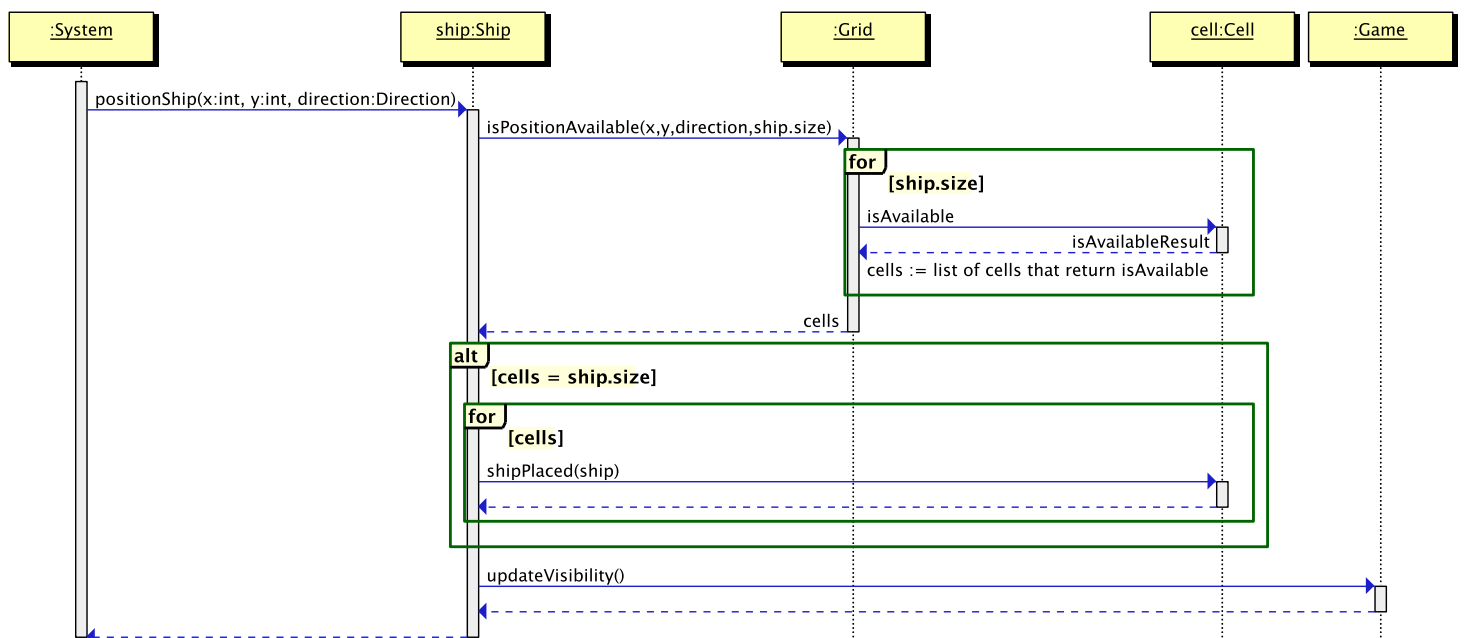 :System
ship:Ship
:Grid
cell:Cell
:Game
positionShip(x:int, y:int, direction:Direction)
isPositionAvailable(x,y,direction,ship.size)
for
[ship.size]
isAvailable
isAvailableResult
cells := list of cells that return isAvailable
cells
alt
[cells = ship.size]
for
[cells]
shipPlaced(ship)
updateVisibility()